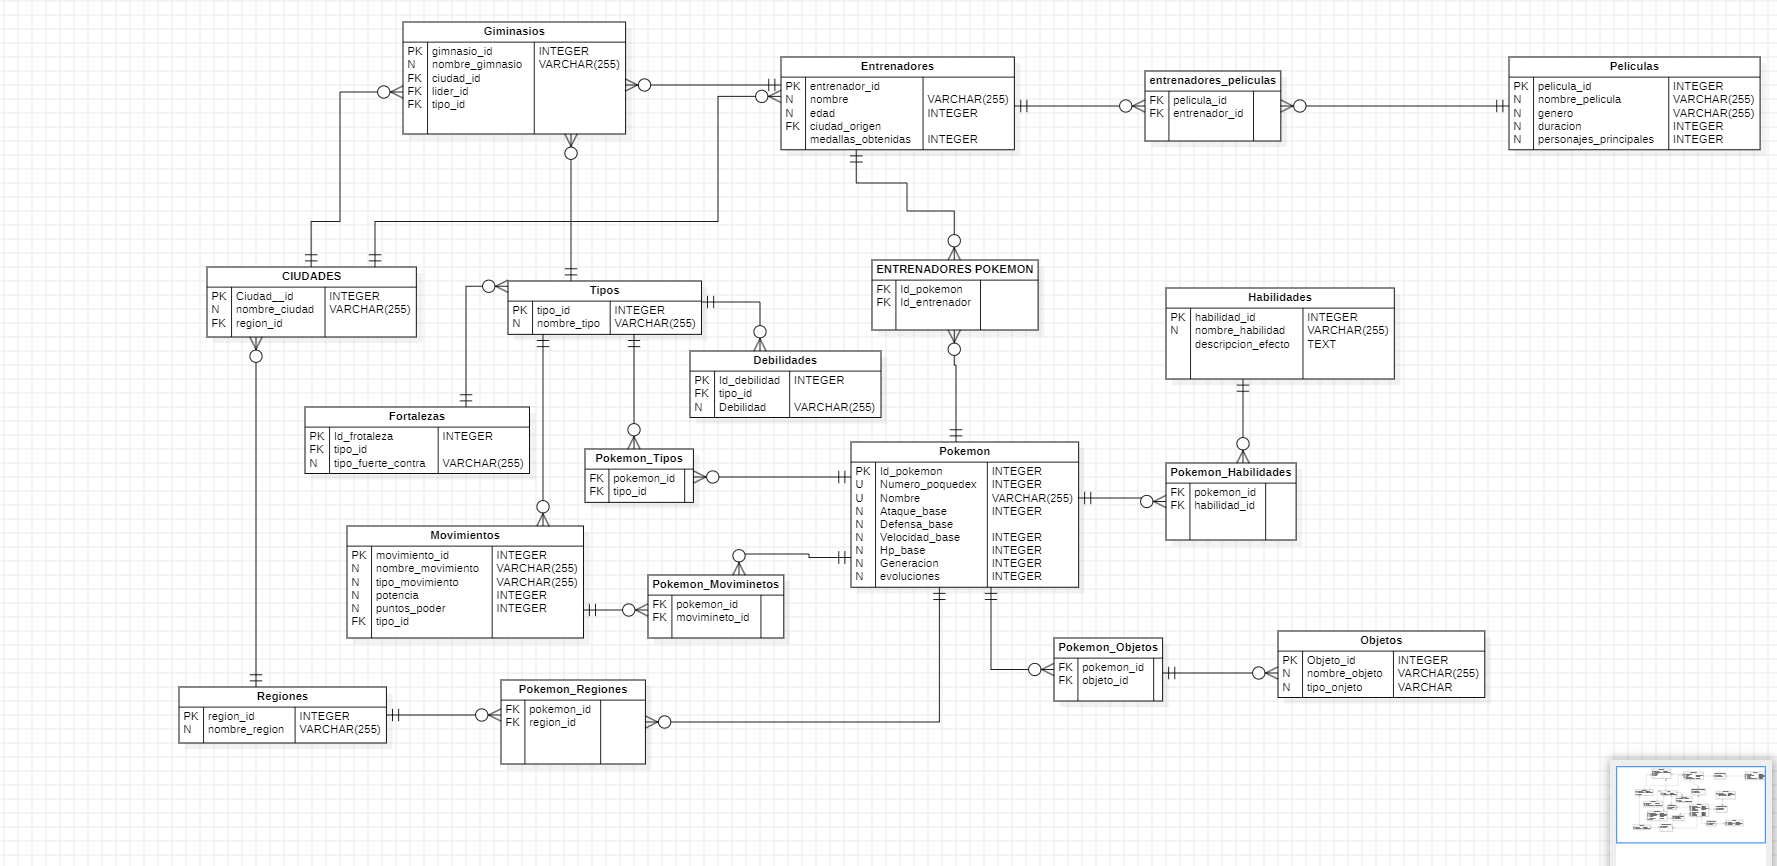 Giminasios
PK gimnasio_id INTEGER
N nombre_gimnasio VARCHAR(255)
FK ciudad_id
FK lider_id
FK tipo_id
Entrenadores
PK entrenador_id
N nombre VARCHAR(255)
N edad INTEGER
FK ciudad_origen
medallas_obtenidas INTEGER
entrenadores_peliculas
FK pelicula_id
FK entrenador_id
Peliculas
PK pelicula_id INTEGER
N nombre_pelicula VARCHAR(255)
N genero VARCHAR(255)
N duracion INTEGER
N personajes_principales INTEGER
CIUDADES
PK Ciudad__id INTEGER
N nombre_ciudad VARCHAR(255)
FK region_id
Tipos
PK tipo_id INTEGER
N nombre_tipo VARCHAR(255)
ENTRENADORES POKEMON
FK Id_pokemon
FK Id_entrenador
Habilidades
PK habilidad_id INTEGER
N nombre_habilidad VARCHAR(255)
descripcion_efecto TEXT
Debilidades
PK Id_debilidad INTEGER
FK tipo_id
N Debilidad VARCHAR(255)
Fortalezas
PK Id_frotaleza INTEGER
FK tipo_id
N tipo_fuerte_contra VARCHAR(255)
Pokemon_Tipos
FK pokemon_id
FK tipo_id
Pokemon
PK Id_pokemon INTEGER
U Numero_poquedex INTEGER
U Nombre VARCHAR(255)
N Ataque_base INTEGER
N Defensa_base
N Velocidad_base INTEGER
N Hp_base INTEGER
N Generacion INTEGER
N evoluciones INTEGER
Pokemon_Habilidades
FK pokemon_id
FK habilidad_id
Movimientos
PK movimiento_id INTEGER
N nombre_movimiento VARCHAR(255)
N tipo_movimiento VARCHAR(255)
N potencia INTEGER
N puntos_poder INTEGER
FK tipo_id
Pokemon_Moviminetos
FK pokemon_id
FK movimineto_id
Pokemon_Objetos
FK pokemon_id
FK objeto_id
Objetos
PK Objeto_id INTEGER
N nombre_objeto VARCHAR(255)
N tipo_onjeto VARCHAR
Regiones
PK region_id INTEGER
N nombre_region VARCHAR(255)
Pokemon_Regiones
FK pokemon_id
FK region_id